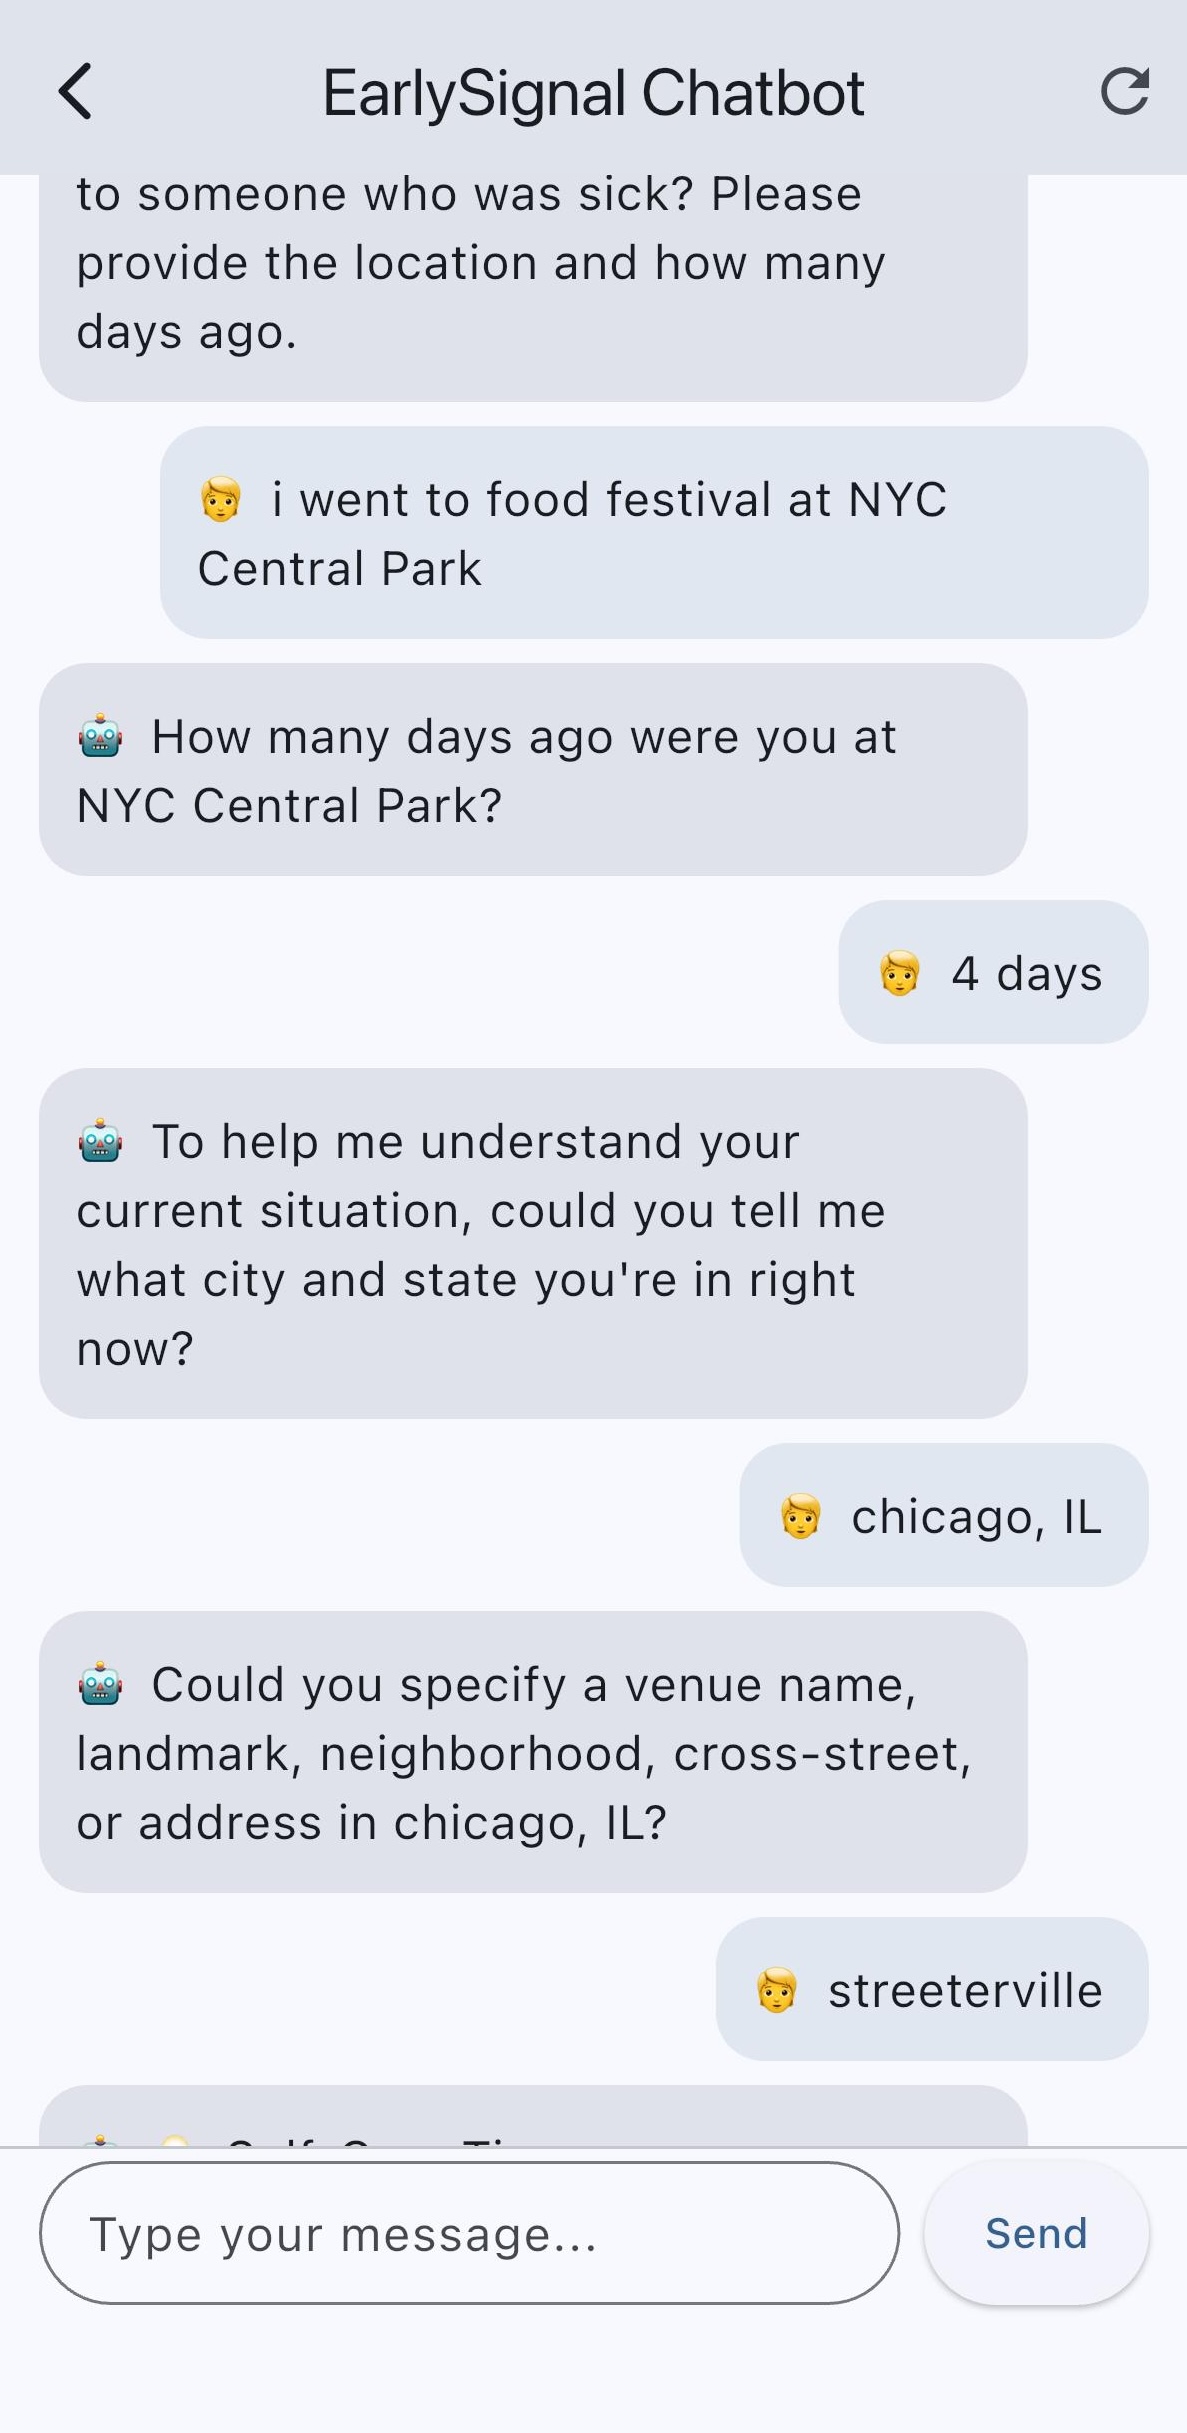 EarlySignal Chatbot
to someone who was sick? Please
provide the location and how many
days ago.
i went to food festival at NYC
Central Park
How many days ago were you at
NYC Central Park?
4 days
To help me understand your
current situation, could you tell me
what city and state you're in right
now?
chicago, IL
Could you specify a venue name,
landmark, neighborhood, cross-street,
or address in chicago, IL?
streeterville
Type your message...
Send